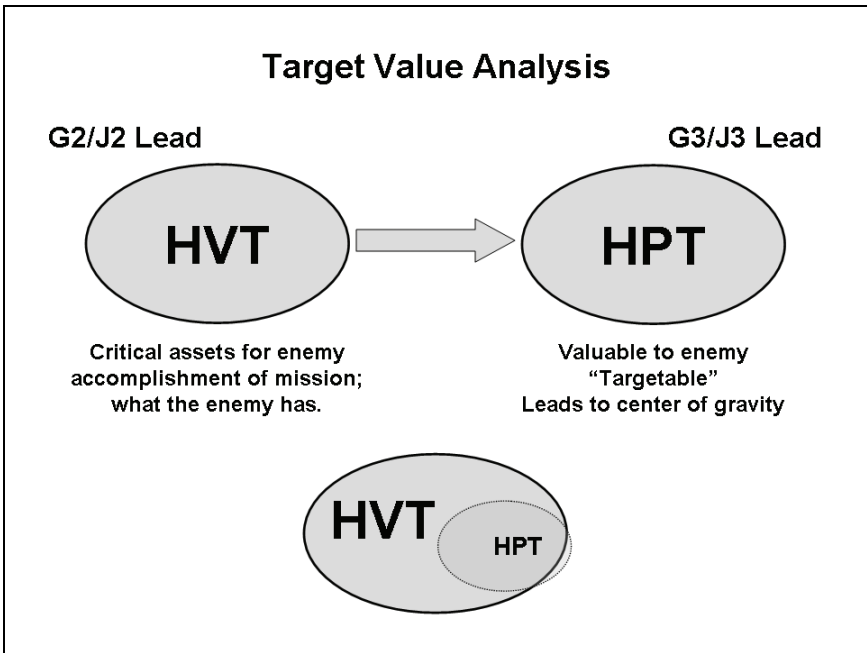 Target Value Analysis
G2/J2 Lead
G3/J3 Lead
HVT
HPT
Critical assets for enemy
accomplishment of mission;
what the enemy has.
Valuable to enemy
“Targetable”
Leads to center of gravity
HVT
HPT